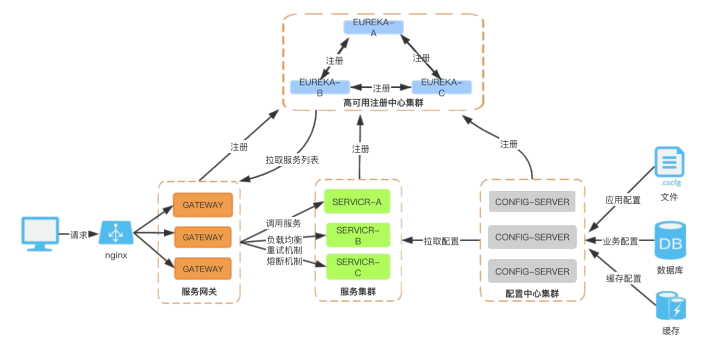 EUREKA-
A
注册
注册
EUREKA-
B
注册
EUREKA-
C
高可用注册中心集群
注册
拉取服务列表
注册
注册
.cscfg
文件
应用配置
GATEWAY
SERVICR-A
CONFIG-SERVER
调用服务
请求
nginx
GATEWAY
负载均衡
重试机制
熔断机制
SERVICR-
B
拉取配置
CONFIG-SERVER
业务配置
DB
数据库
GATEWAY
SERVICR-
C
CONFIG-SERVER
缓存配置
服务网关
服务集群
配置中心集群
缓存